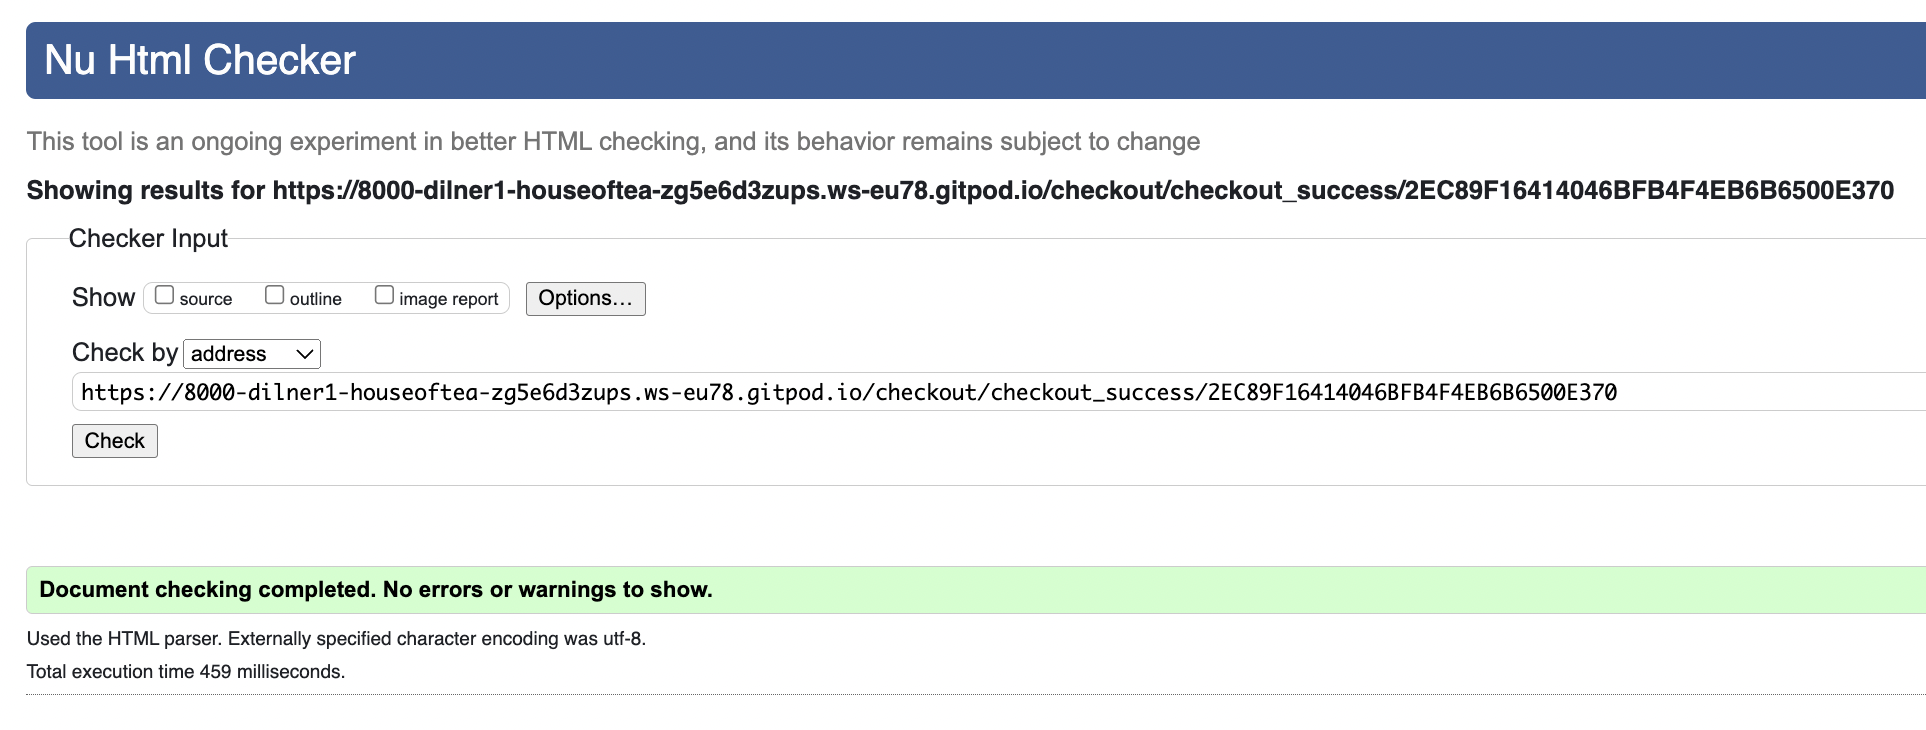 Nu Html Checker
This tool is an ongoing experiment in better HTML checking, and its behavior remains subject to change
Showing results for https://8000-dilner1-houseoftea-zg5e6d3zups.ws-eu78.gitpod.io/checkout/checkout_success/2EC89F16414046BFB4F4EB6B6500E370
Checker Input
Show source outline image report Options...
Check by address
https://8000-dilner1-houseoftea-zg5e6d3zups.ws-eu78.gitpod.io/checkout/checkout_success/2EC89F16414046BFB4F4EB6B6500E370
Check
Document checking completed. No errors or warnings to show.
Used the HTML parser. Externally specified character encoding was utf-8.
Total execution time 459 milliseconds.